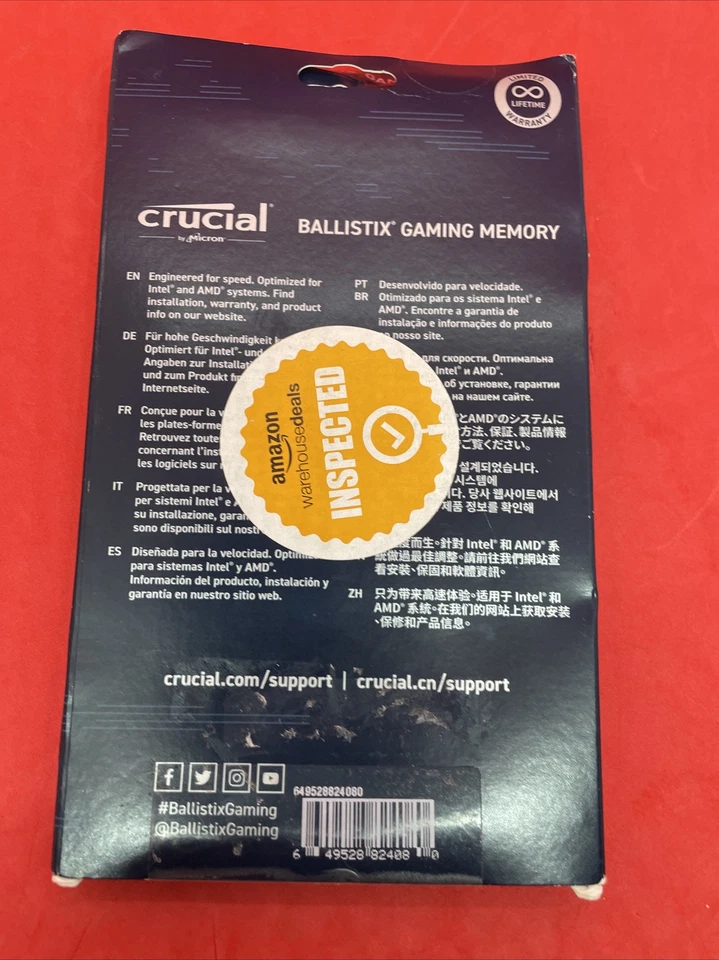 LIMITED
LIFETIME
WARRANTY
crucial®
by Micron®
BALLISTIX® GAMING MEMORY
EN Engineered for speed. Optimized for
Intel® and AMD® systems. Find
installation, warranty, and product
info on our website.
DE Für hohe Geschwindigkeit
Optimiert für Intel®- und
Angaben zur Installat
und zum Produkt
Internetseite.
FR Conçue pour la v
les plates-forme
Retrouvez toute
concernant l'inst
les logiciels sur
IT Progettata per la v
per sistemi Intel® e A
su installazione, garan
sono disponibili sul nost
ES Diseñada para la velocidad. Optimi
para sistemas Intel® y AMD®.
Información del producto, instalación y
garantía en nuestro sitio web.
PT Desenvolvido para velocidade.
BR Otimizado para os sistema Intel® e
AMD®. Encontre a garantia de
instalação e informações do produto
nosso site.
для скорости. Оптимальна
Intel® и AMD®.
об установке, гарантии
на нашем сайте.
とAMD®のシステムに
方法、保証、製品情報
ご覧ください。
설계되었습니다.
시스템에
다. 당사 웹사이트에서
제품 정보를 확인해
度而生。針對 Intel® 和 AMD® 系
統做過最佳調整。請前往我們網站查
看安裝、保固和軟體資訊。
ZH 只为带来高速体验。适用于 Intel® 和
AMD® 系统。在我们的网站上获取安装
、保修和产品信息。
amazon
warehousedeals
INSPECTED
crucial.com/support | crucial.cn/support
#BallistixGaming
@BallistixGaming
649528824080
6 49528 82408 0